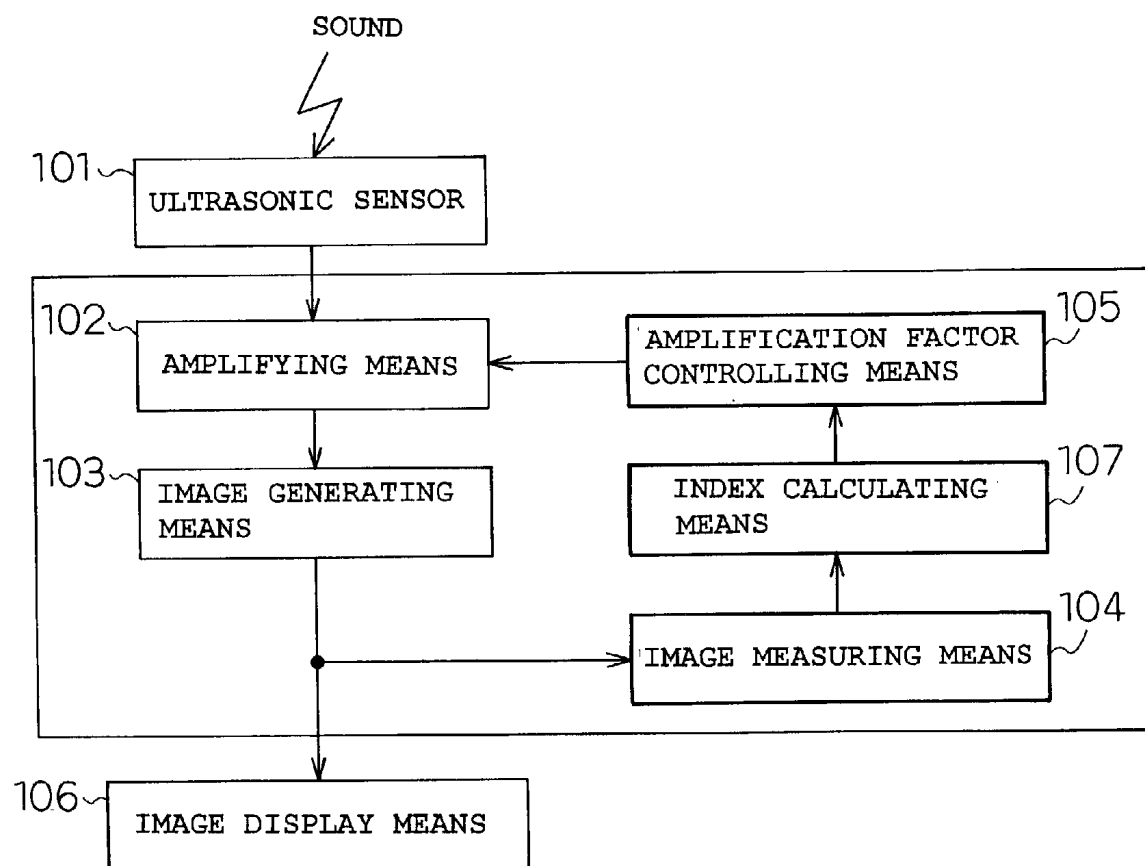 SOUND
101
ULTRASONIC SENSOR
102
AMPLIFYING MEANS
105
AMPLIFICATION FACTOR
CONTROLLING MEANS
103
IMAGE GENERATING
MEANS
107
INDEX CALCULATING
MEANS
104
IMAGE MEASURING MEANS
106
IMAGE DISPLAY MEANS